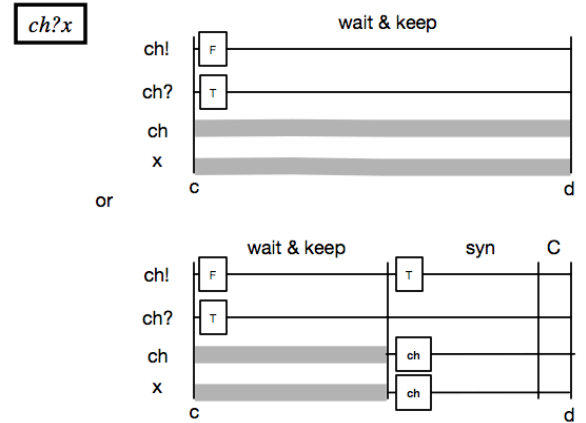 ch?x
wait & keep
ch! F
ch? T
ch
x
c d
or
wait & keep syn C
ch! F T
ch? T
ch ch
x ch
c d